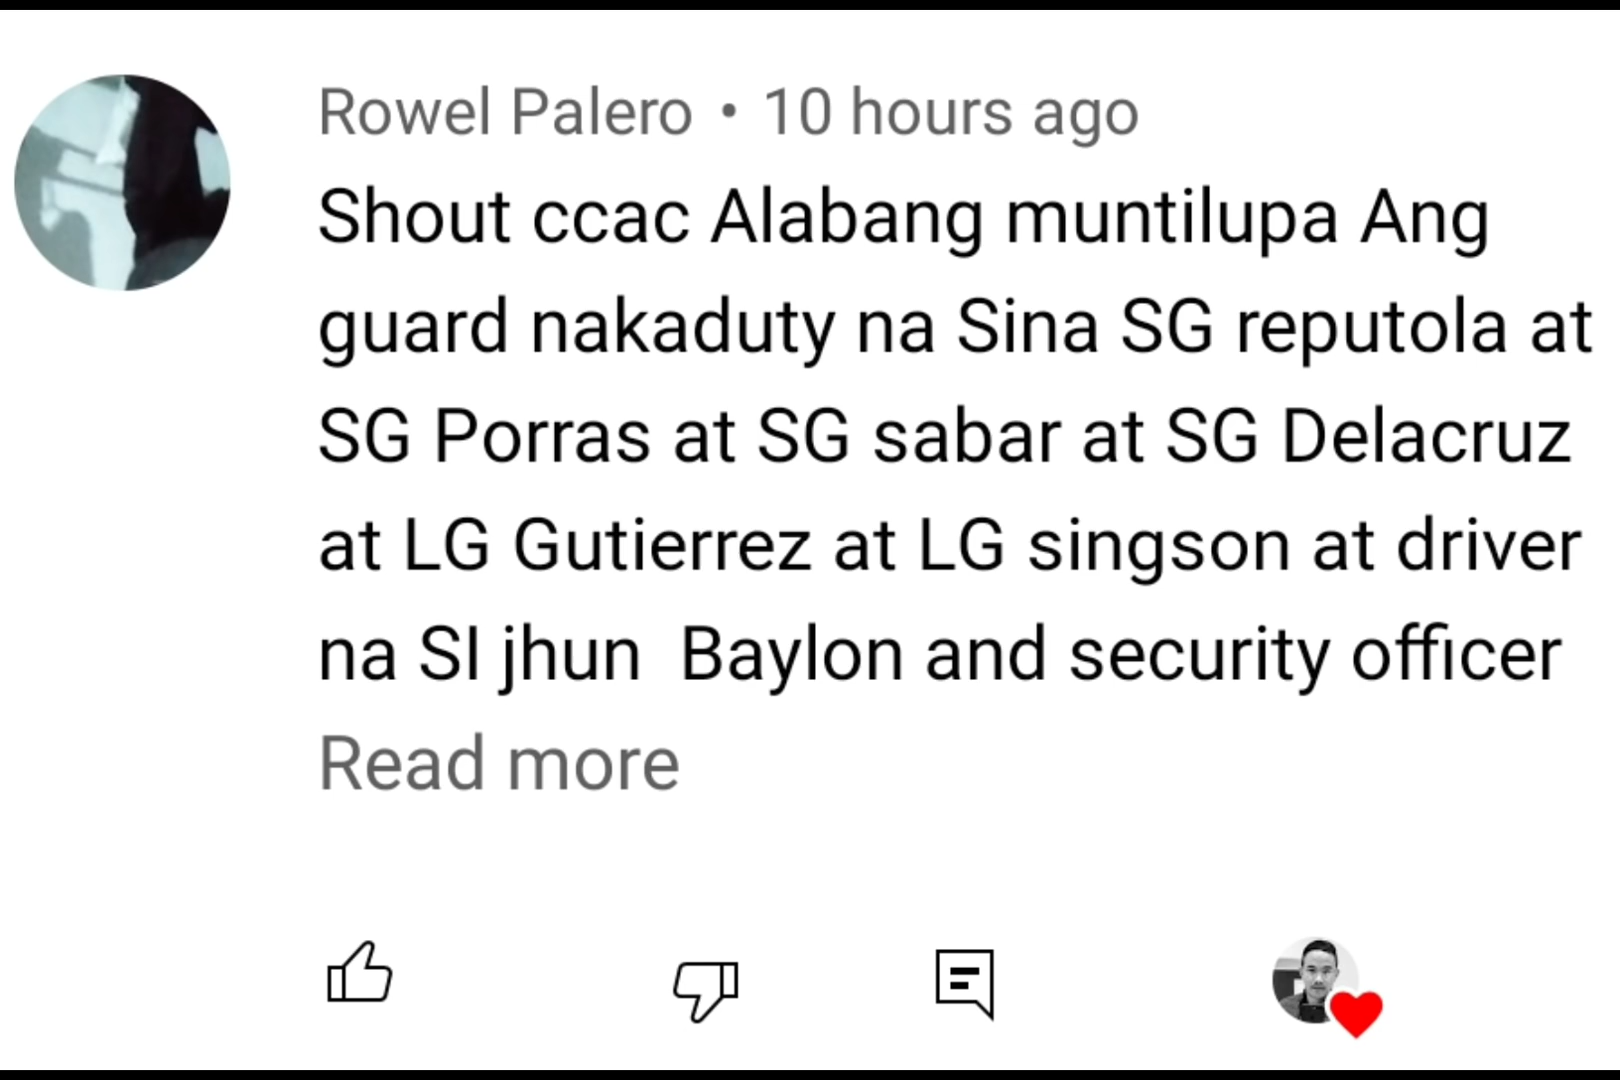 Rowel Palero • 10 hours ago
Shout ccac Alabang muntilupa Ang
guard nakaduty na Sina SG reputola at
SG Porras at SG sabar at SG Delacruz
at LG Gutierrez at LG singson at driver
na SI jhun  Baylon and security officer
Read more